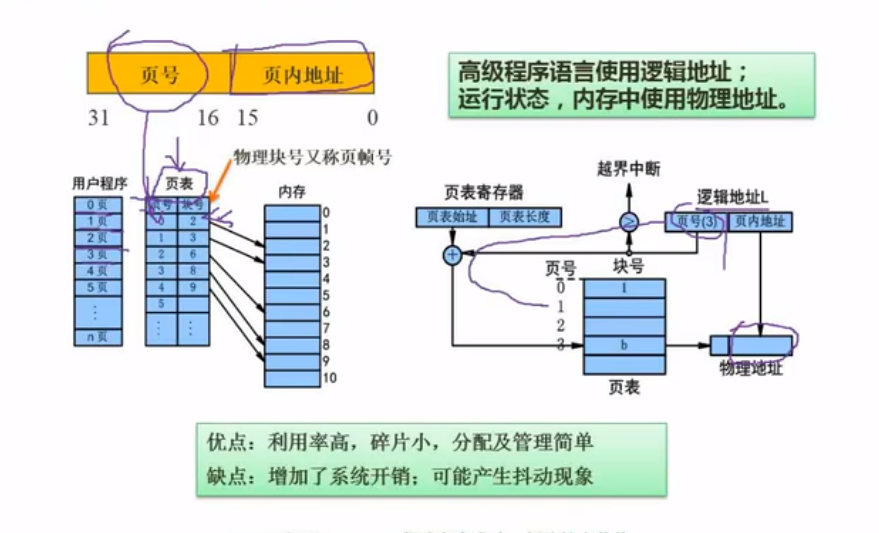 页号 页内地址
31 16 15 0
高级程序语言使用逻辑地址；
运行状态，内存中使用物理地址。
物理块号又称页帧号
用户程序 页表 内存
0 页
1 页
2 页
3 页
4 页
5 页
⋮
n 页
页号 块号
0 2
1 3
2 6
3 8
4 9
5
⋮ ⋮
0
1
2
3
4
5
6
7
8
9
10
越界中断
页表寄存器 逻辑地址L
页表始址 页表长度 ≥ 页号(3) 页内地址
+
页号 块号
0 1
1
2
3 b
页表
物理地址
优点：利用率高，碎片小，分配及管理简单
缺点：增加了系统开销；可能产生抖动现象